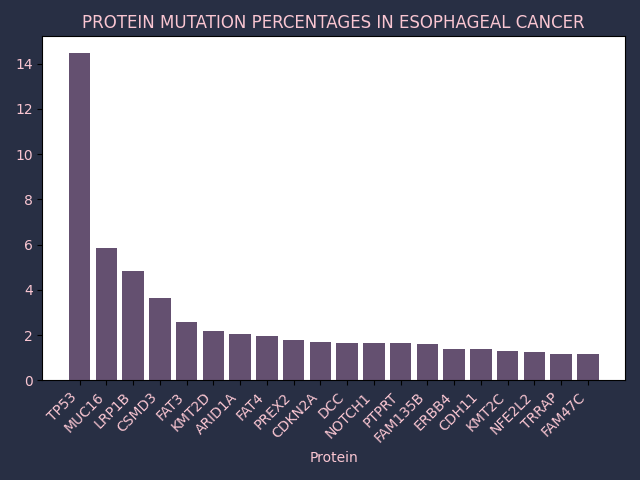 PROTEIN MUTATION PERCENTAGES IN ESOPHAGEAL CANCER
14
12
10
8
6
4
2
0
TP53
MUC16
LRP1B
CSMD3
FAT3
KMT2D
ARID1A
FAT4
PREX2
CDKN2A
DCC
NOTCH1
PTPRT
FAM135B
ERBB4
CDH11
KMT2C
NFE2L2
TRRAP
FAM47C
Protein